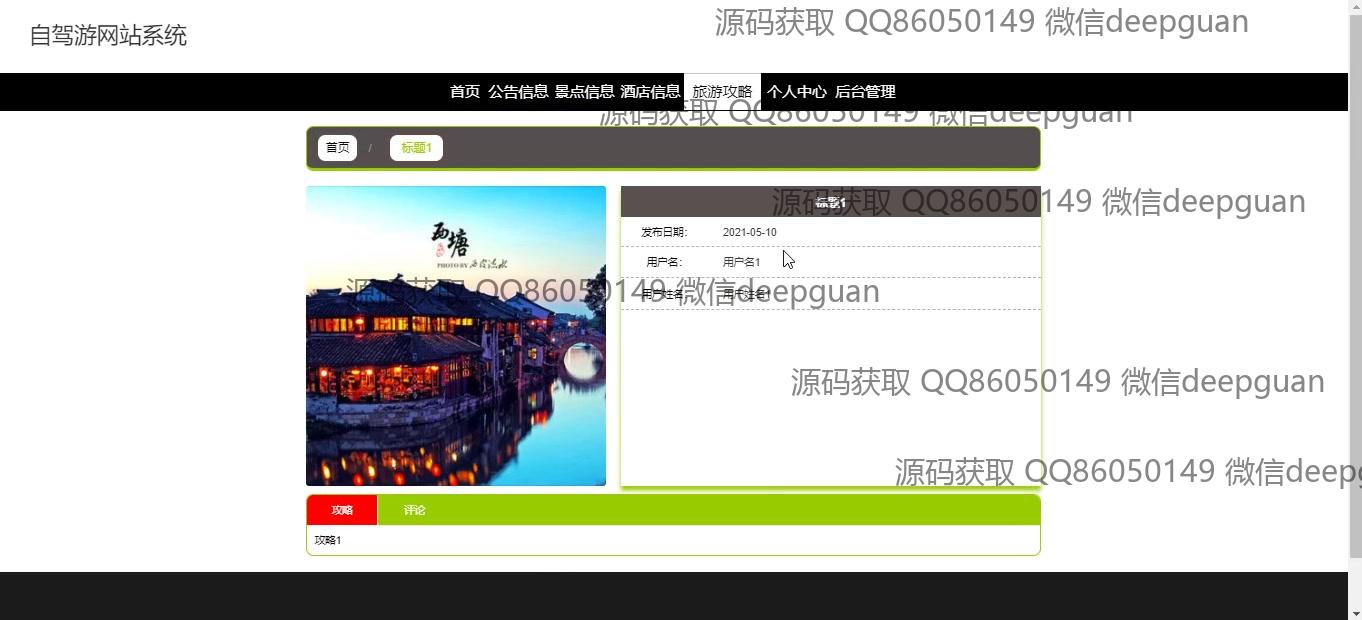 自驾游网站系统
源码获取 QQ86050149 微信deepguan
首页 公告信息 景点信息 酒店信息 旅游攻略 个人中心 后台管理
源码获取 QQ86050149 微信deepguan
首页 / 标题1
西塘
标题1
源码获取 QQ86050149 微信deepguan
发布日期: 2021-05-10
用户名: 用户名1
用户姓名: 用户姓名1
源码获取 QQ86050149 微信deepguan
源码获取 QQ86050149 微信deepguan
源码获取 QQ86050149 微信deepg
攻略 评论
攻略1